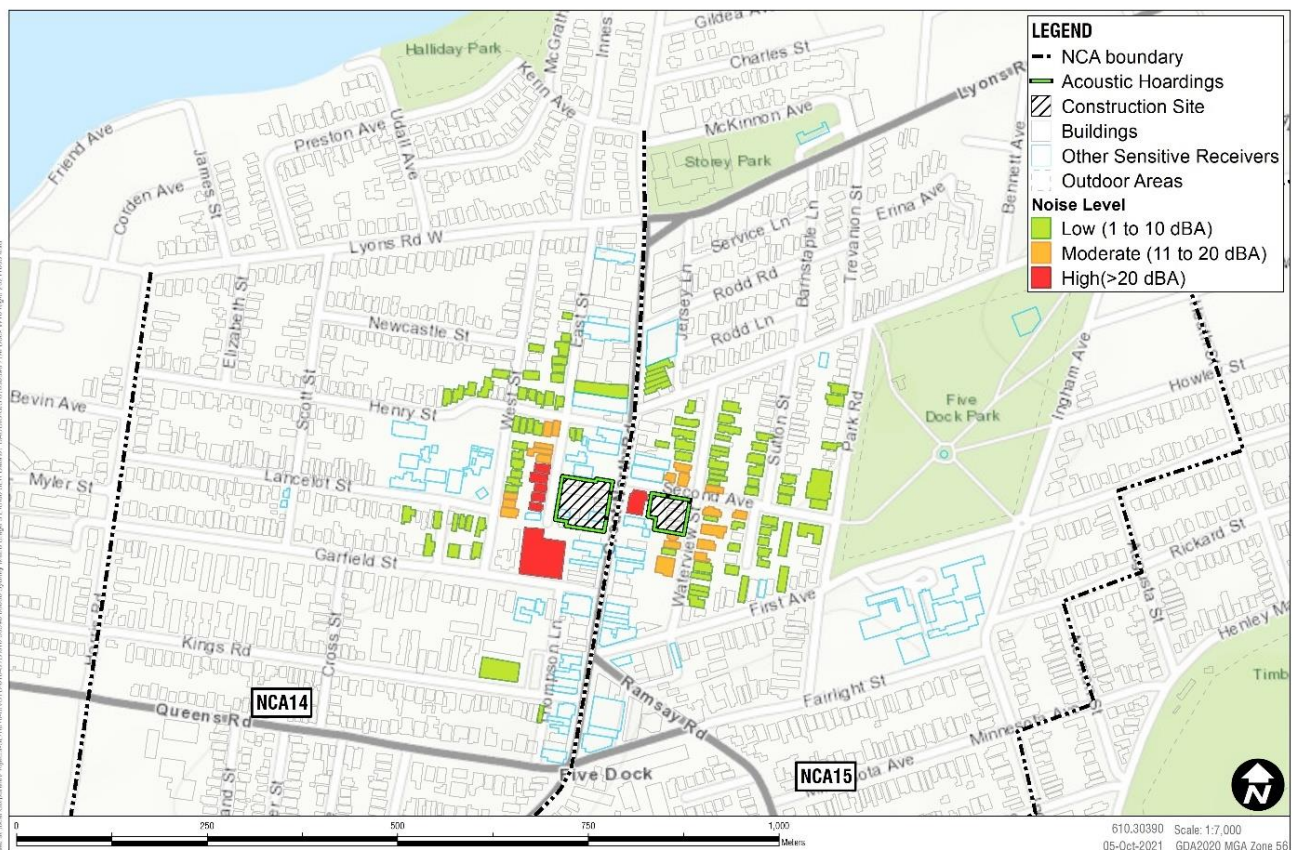 Gildea Av
Halliday Park
McGrath
Innes
Charles St
Kerin Ave
Lyons R
McKinnon Ave
Udall Ave
Preston Ave
Friend Ave
James St
Storey Park
Bennett Ave
Corden Ave
Erina Ave
Trevanion St
Barnstaple Ln
Service Ln
Lyons Rd W
Jersey Ln
Rodd Rd
East St
Elizabeth St
Newcastle St
Rodd Ln
Scott St
West St
Bevin Ave
Henry St
Sutton St
Park Rd
Five
Dock Park
Ingham Ave
Howley St
Lancelot St
Second Ave
Myler St
Garfield St
Waterview St
First Ave
Rickard St
Cross St
Kings Rd
Henley Ma
Ramsay Rd
Fairlight St
Timb
NCA14
Queens Rd
Minnesota Ave
Five Dock
NCA15
LEGEND
NCA boundary
Acoustic Hoardings
Construction Site
Buildings
Other Sensitive Receivers
Outdoor Areas
Noise Level
Low (1 to 10 dBA)
Moderate (11 to 20 dBA)
High(>20 dBA)
N
0 250 500 750 1,000
Meters
610.30390 Scale: 1:7,000
05-Oct-2021 GDA2020 MGA Zone 56